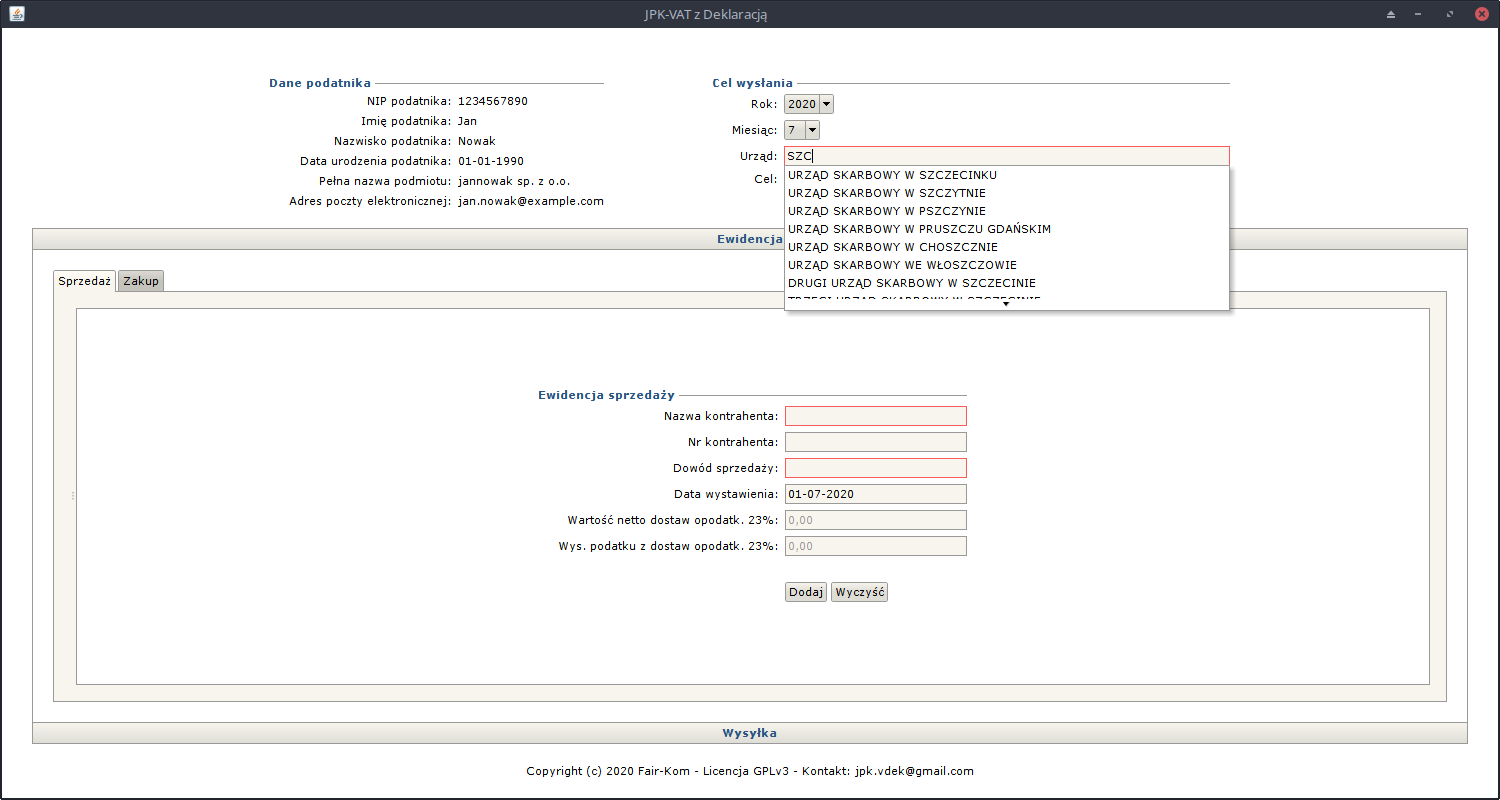 JPK-VAT z Deklaracją
Dane podatnika
NIP podatnika: 1234567890
Imię podatnika: Jan
Nazwisko podatnika: Nowak
Data urodzenia podatnika: 01-01-1990
Pełna nazwa podmiotu: jannowak sp. z o.o.
Adres poczty elektronicznej: jan.nowak@example.com
Cel wysłania
Rok: 2020
Miesiąc: 7
Urząd: SZC
Cel:
URZĄD SKARBOWY W SZCZECINKU
URZĄD SKARBOWY W SZCZYTNIE
URZĄD SKARBOWY W PSZCZYNIE
URZĄD SKARBOWY W PRUSZCZU GDAŃSKIM
URZĄD SKARBOWY W CHOSZCZNIE
URZĄD SKARBOWY WE WŁOSZCZOWIE
DRUGI URZĄD SKARBOWY W SZCZECINIE
TRZECI URZĄD SKARBOWY W SZCZECINIE
Ewidencja
Sprzedaż Zakup
Ewidencja sprzedaży
Nazwa kontrahenta:
Nr kontrahenta:
Dowód sprzedaży:
Data wystawienia: 01-07-2020
Wartość netto dostaw opodatk. 23%: 0,00
Wys. podatku z dostaw opodatk. 23%: 0,00
Dodaj Wyczyść
Wysyłka
Copyright (c) 2020 Fair-Kom - Licencja GPLv3 - Kontakt: jpk.vdek@gmail.com